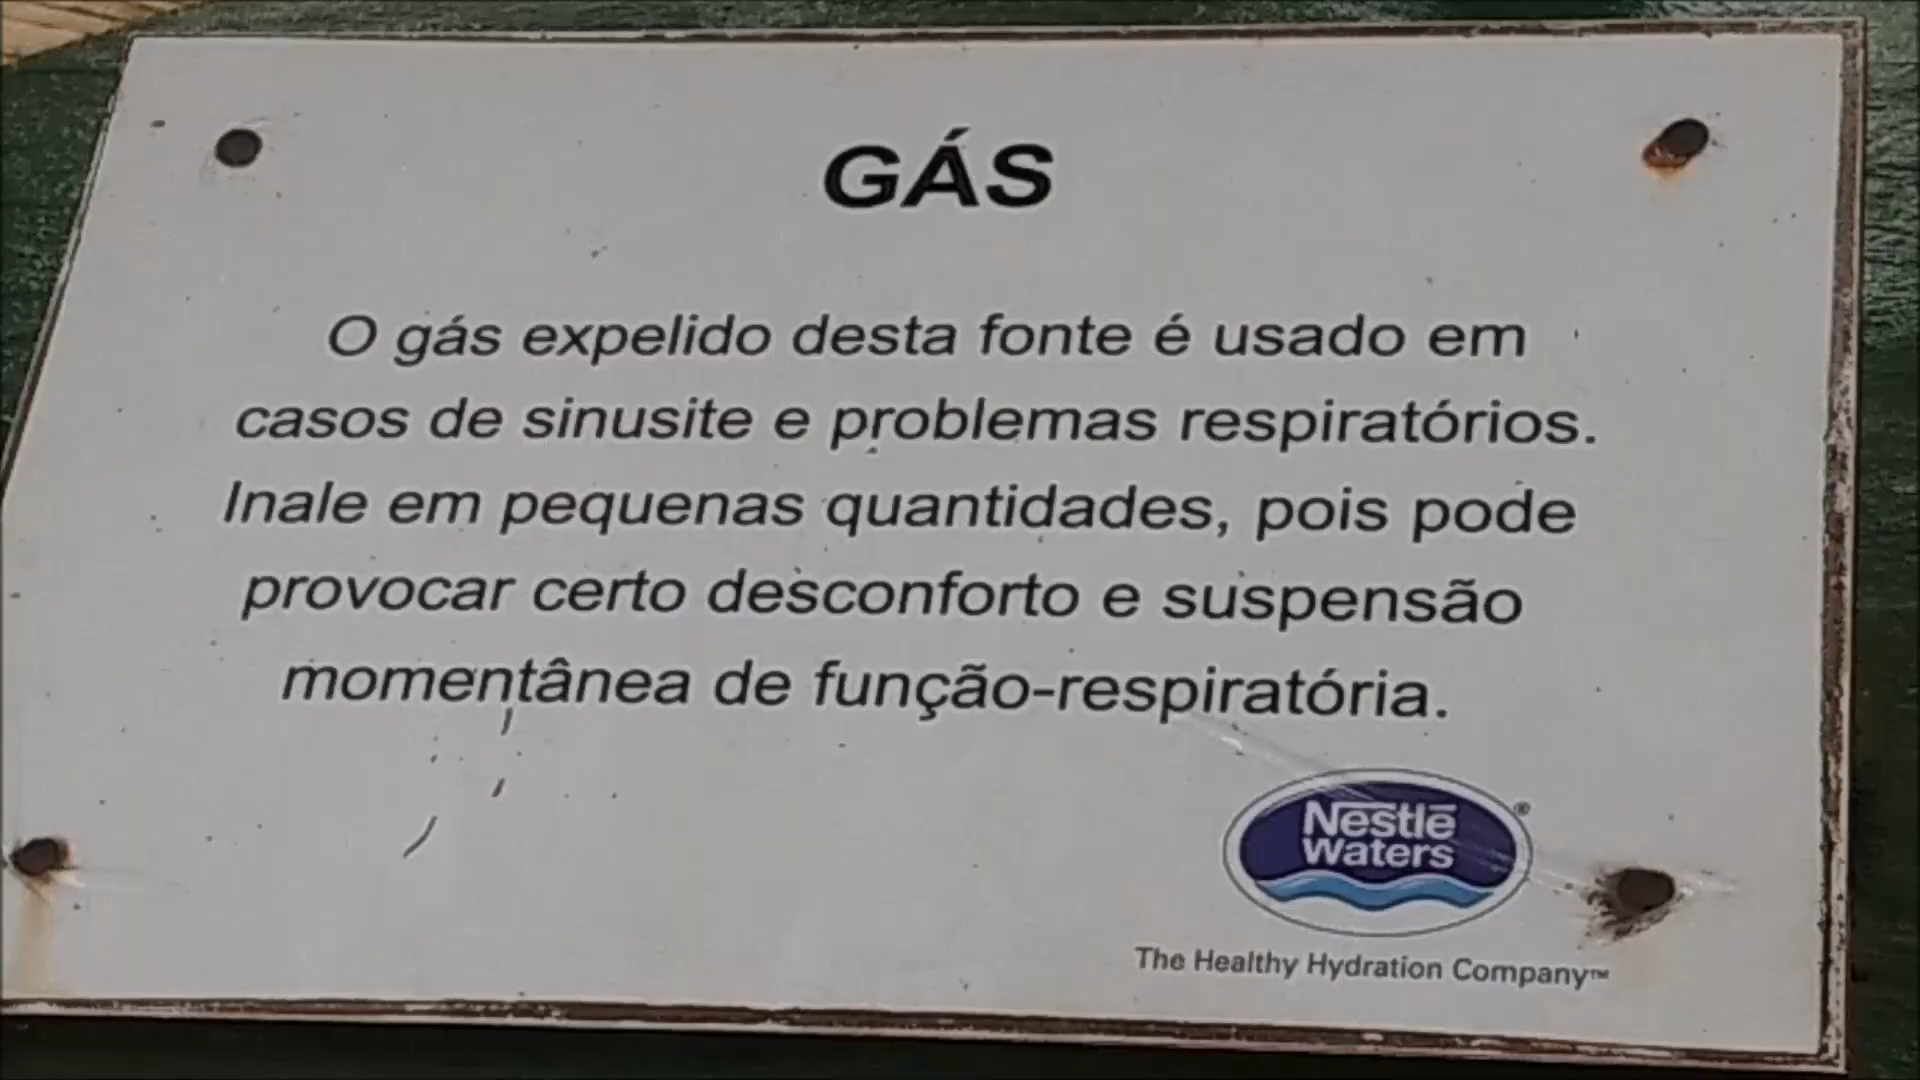 GÁS
O gás expelido desta fonte é usado em
casos de sinusite e problemas respiratórios.
Inale em pequenas quantidades, pois pode
provocar certo desconforto e suspensão
momentânea de função-respiratória.
Nestlē
Waters®
The Healthy Hydration Company™